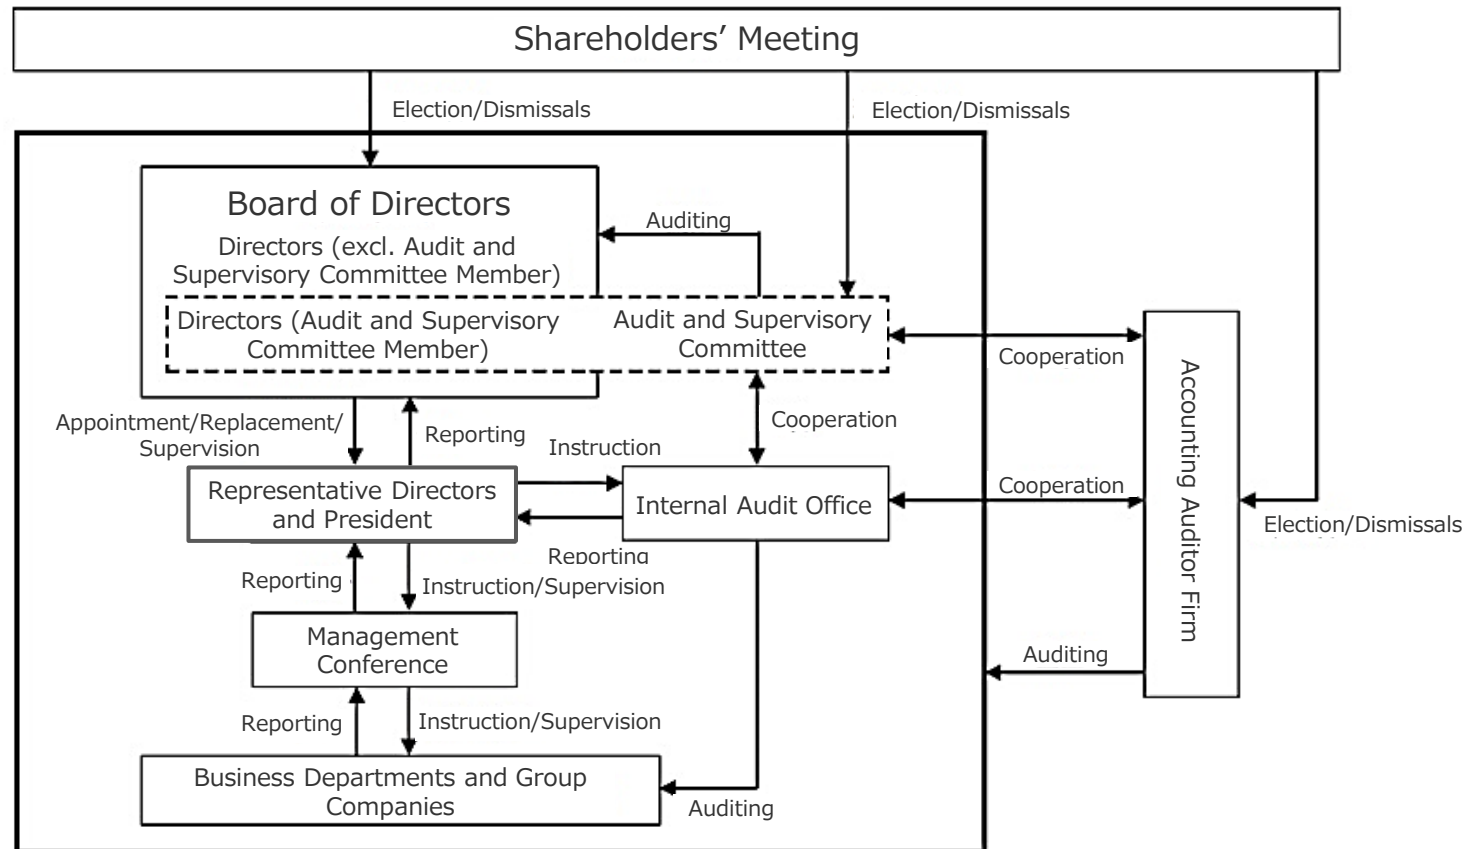 Shareholders’ Meeting
Election/Dismissals
Election/Dismissals
Board of Directors
Directors (excl. Audit and
Supervisory Committee Member)
Auditing
Directors (Audit and Supervisory
Committee Member)
Audit and Supervisory
Committee
Cooperation
Accounting Auditor Firm
Appointment/Replacement/
Supervision
Reporting
Cooperation
Instruction
Representative Directors
and President
Internal Audit Office
Cooperation
Election/Dismissals
Reporting
Reporting
Instruction/Supervision
Management
Conference
Auditing
Reporting
Instruction/Supervision
Business Departments and Group
Companies
Auditing